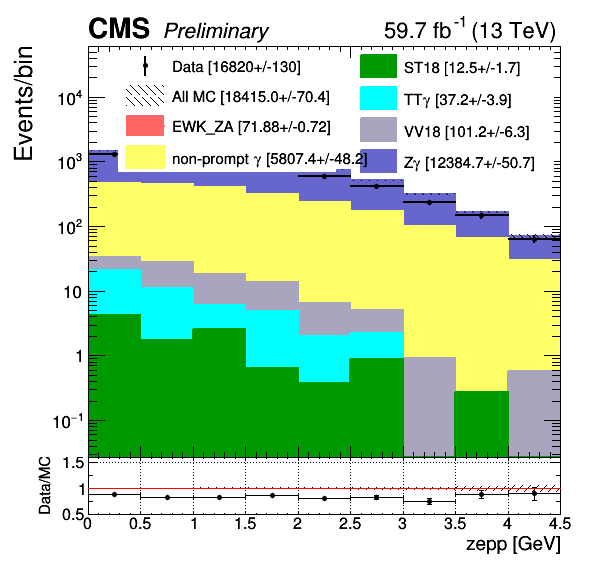 CMS Preliminary 59.7 fb⁻¹ (13 TeV)
Events/bin
Data [16820+/-130]
All MC [18415.0+/-70.4]
EWK_ZA [71.88+/-0.72]
non-prompt γ [5807.4+/-48.2]
ST18 [12.5+/-1.7]
TTγ [37.2+/-3.9]
VV18 [101.2+/-6.3]
Zγ [12384.7+/-50.7]
10⁴
10³
10²
10
1
10⁻¹
Data/MC
1.5
1
0.5
0 0.5 1 1.5 2 2.5 3 3.5 4 4.5
zepp [GeV]